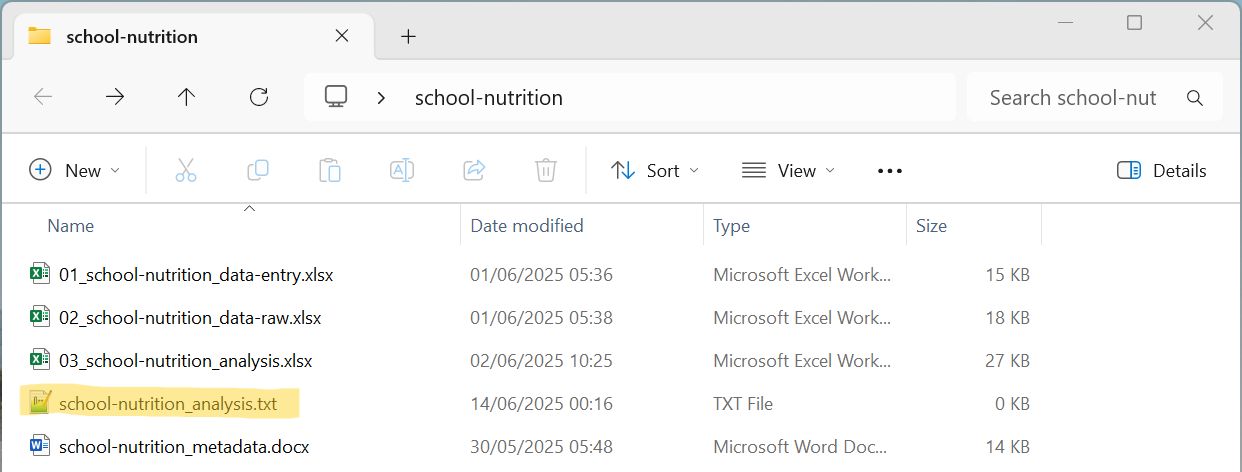 school-nutrition
school-nutrition
Search school-nut
New
Sort
View
Details
Name Date modified Type Size
01_school-nutrition_data-entry.xlsx 01/06/2025 05:36 Microsoft Excel Work... 15 KB
02_school-nutrition_data-raw.xlsx 01/06/2025 05:38 Microsoft Excel Work... 18 KB
03_school-nutrition_analysis.xlsx 02/06/2025 10:25 Microsoft Excel Work... 27 KB
school-nutrition_analysis.txt 14/06/2025 00:16 TXT File 0 KB
school-nutrition_metadata.docx 30/05/2025 05:48 Microsoft Word Doc... 14 KB